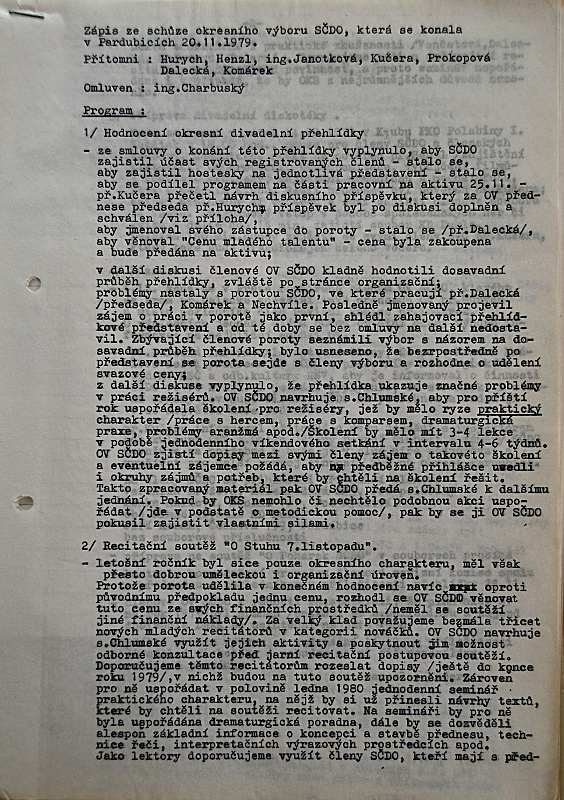 Zápis ze schůze okresního výboru SČDO, která se konala
v Pardubicích 20.11.1979.
Přítomni : Hurych, Henzl, ing.Janotková, Kučera, Prokopová
Dalecká, Komárek
Omluven : ing.Charbuský
Program :
1/ Hodnocení okresní divadelní přehlídky
- ze smlouvy o konání této přehlídky vyplynulo, aby SČDO
zajistil účast svých registrovaných členů - stalo se,
aby zajistil hostesky na jednotlivá představení - stalo se,
aby se podílel programem na části pracovní na aktivu 25.11. -
př.Kučera přečetl návrh diskusního příspěvku, který za OV před-
nese předseda př.Hurych, příspěvek byl po diskusi doplněn a
schválen /viz příloha/,
aby jmenoval svého zástupce do poroty - stalo se /př.Dalecká/,
aby věnoval "Cenu mladého talentu" - cena byla zakoupena
a bude předána na aktivu;
v další diskusi členové OV SČDO kladně hodnotili dosavadní
průběh přehlídky, zvláště po stránce organizační;
problémy nastaly s porotou SČDO, ve které pracují př.Dalecká
/předseda/, Komárek a Nechvíle. Posledně jmenovaný projevil
zájem o práci v porotě jako první, shlédl zahajovací přehlíd-
kové představení a od té doby se bez omluvy na další nedosta-
vil. Zbývající členové poroty seznámili výbor s názorem na do-
savadní průběh přehlídky; bylo usneseno, že bezprostředně po
představení se porota sejde s členy výboru a rozhodne o udělení
svazové ceny;
z další diskuse vyplynulo, že přehlídka ukazuje značné problémy
v práci režisérů. OV SČDO navrhuje s.Chlumské, aby pro příští
rok uspořádala školení pro režiséry, jež by mělo ryze praktický
charakter /práce s hercem, práce s komparsem, dramaturgická
praxe, problémy aranžmá apod./Školení by mělo mít 3-4 lekce
v podobě jednodenního víkendového setkání v intervalu 4-6 týdnů.
OV SČDO zjistí dopisy mezi svými členy zájem o takovéto školení
a eventuelní zájemce požádá, aby předběžné přihlášce uvedli
i okruhy zájmů a potřeb, které by chtěli na školení řešit.
Takto zpracovaný materiál pak OV SČDO předá s.Chlumské k dalšímu
jednání. Pokud by OKS nemohlo či nechtělo podobnou akci uspo-
řádat /jde v podstatě o metodickou pomoc/, pak by se ji OV SČDO
pokusil zajistit vlastními silami.
2/ Recitační soutěž "O Stuhu 7.listopadu".
- letošní ročník byl sice pouze okresního charakteru, měl však
přesto dobrou uměleckou i organizační úroveň.
Protože porota udělila v konečném hodnocení navíc oproti
původnímu předpokladu jednu cenu, rozhodl se OV SČDO věnovat
tuto cenu ze svých finančních prostředků /neměl se soutěží
jiné finanční náklady/. Za velký klad považujeme bezmála třicet
nových mladých recitátorů v kategorii nováčků. OV SČDO navrhuje
s.Chlumské využít jejich aktivity a poskytnout jim možnost
odborné konzultace před jarní recitační postupovou soutěží.
Doporučujeme těmto recitátorům rozeslat dopisy /ještě do konce
roku 1979/,v nichž budou na tuto soutěž upozorněni. Zároven
pro ně uspořádat v polovině ledna 1980 jednodenní seminář
praktického charakteru, na nějž by si už přinesli návrhy textů,
které by chtěli na soutěži recitovat. Na semináři by pro ně
byla uspořádána dramaturgická poradna, dále by se dozvěděli
alespon základní informace o koncepci a stavbě přednesu, tech-
nice řeči, interpretačních výrazových prostředcích apod.
Jako lektory doporučujeme využít členy SČDO, kteří mají s před-